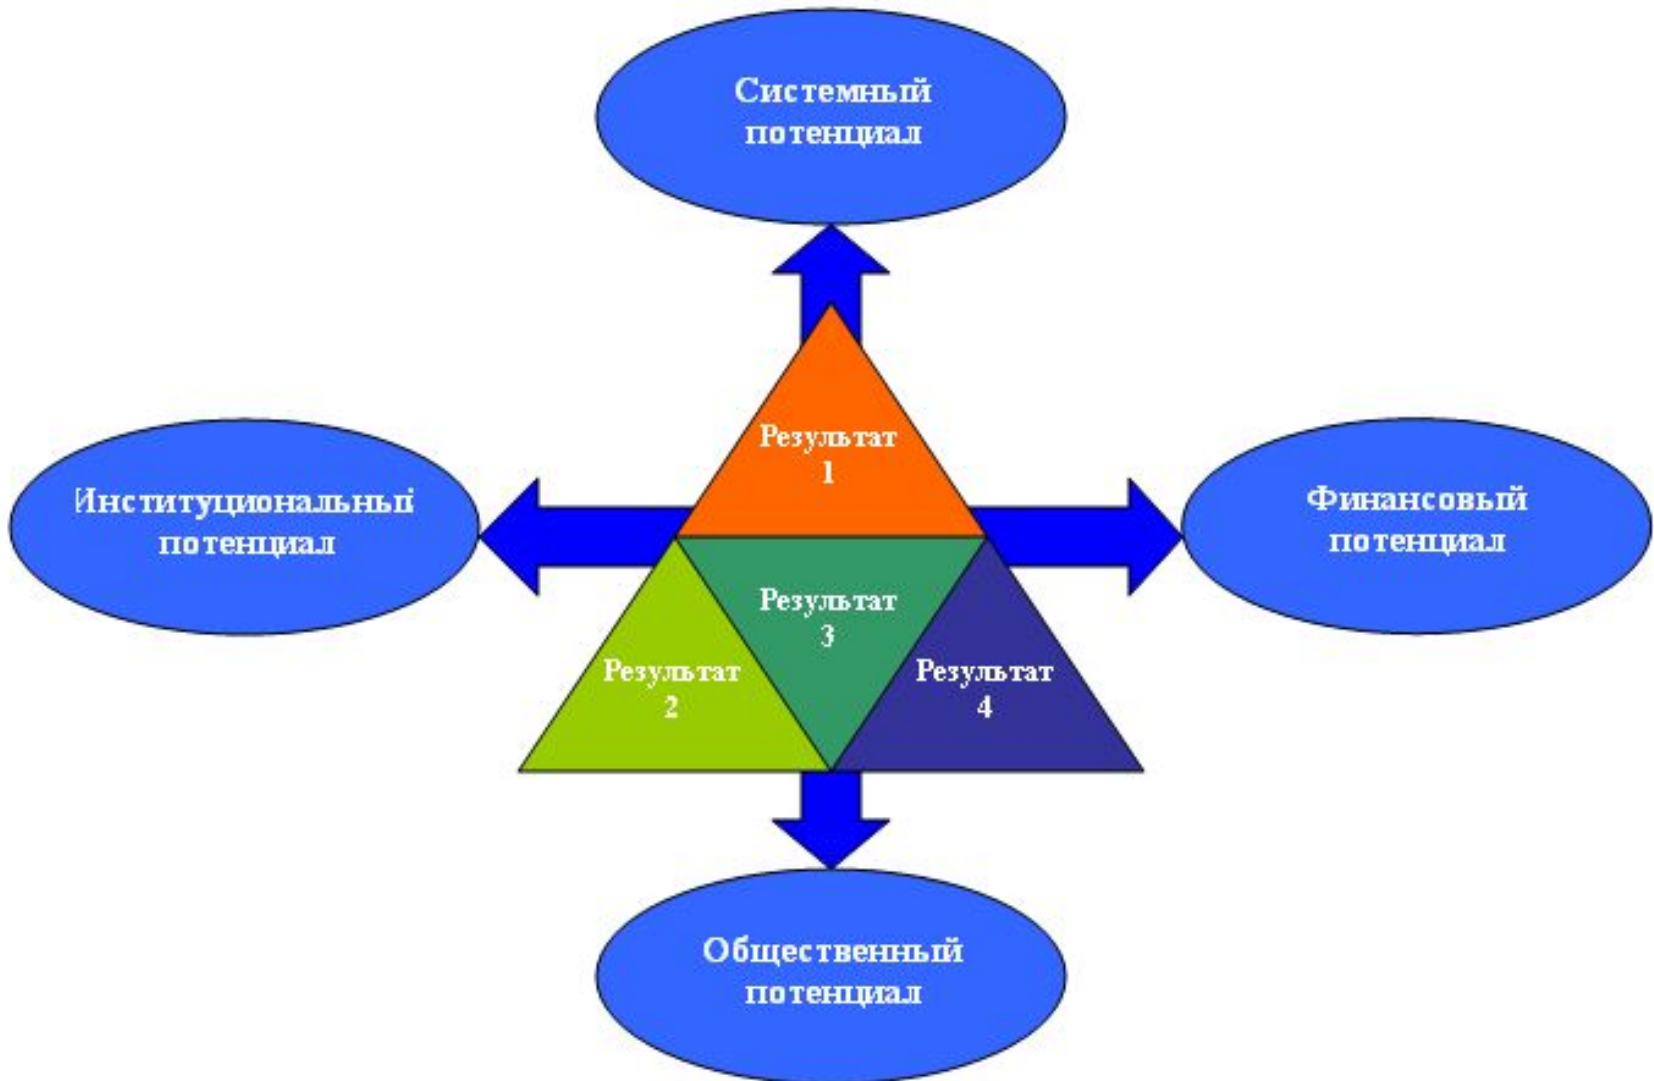 Системный
потенциал
Результат
1
Институциональный
потенциал
Финансовый
потенциал
Результат
3
Результат
2
Результат
4
Общественный
потенциал